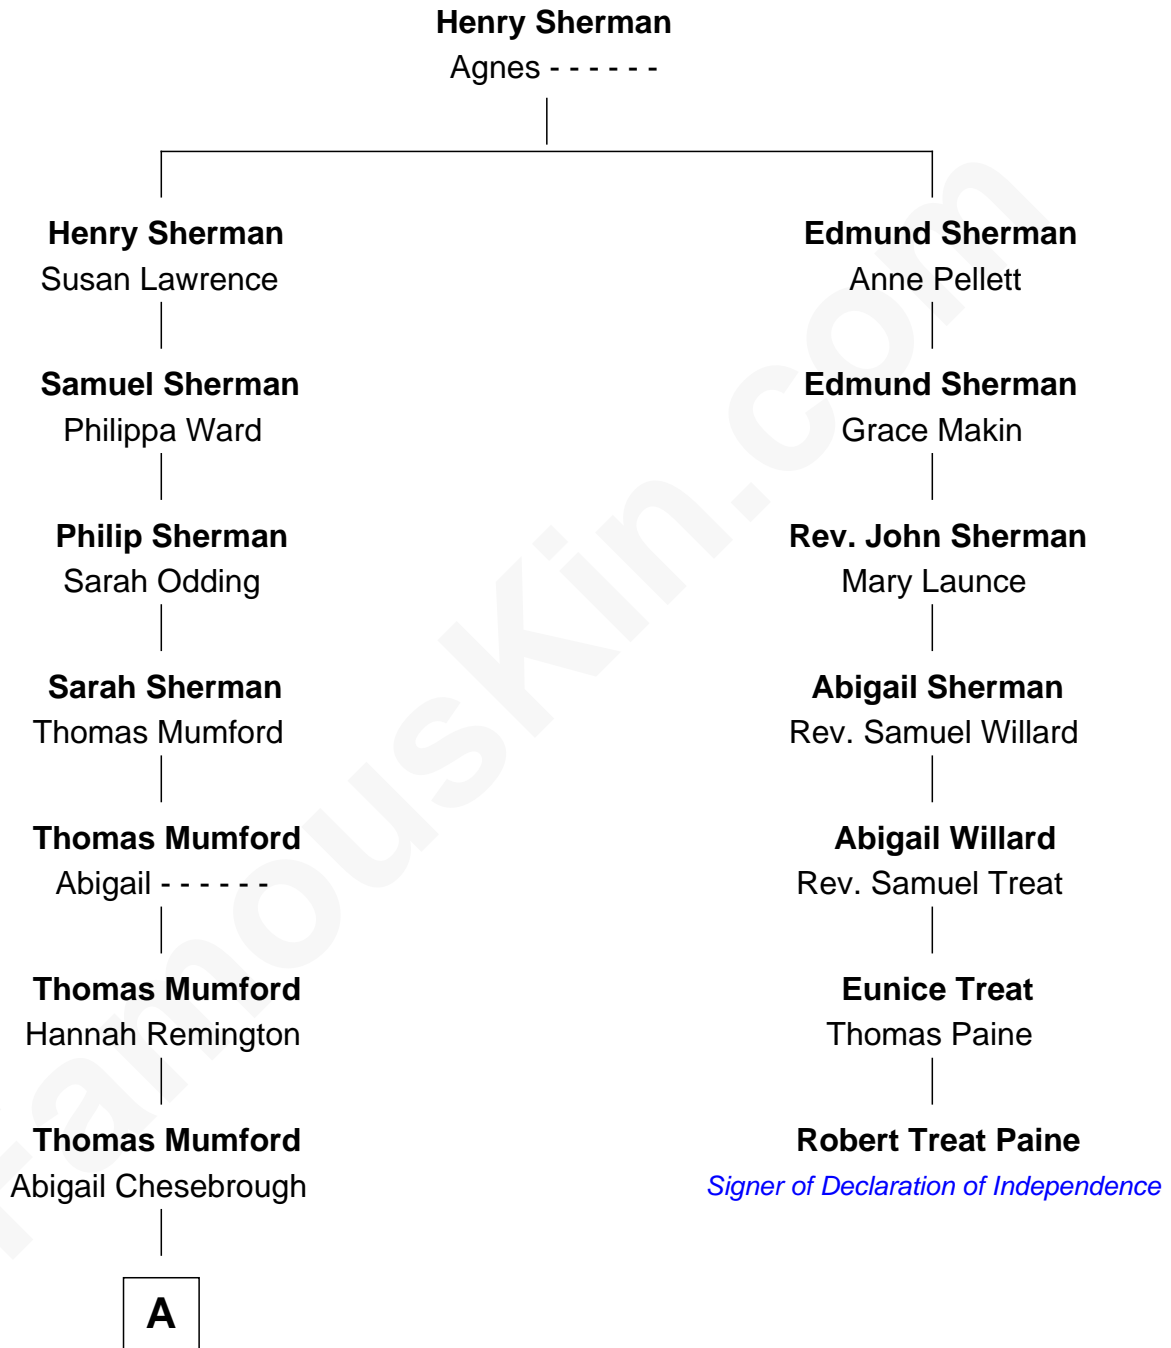 Henry Sherman
Agnes - - - - - -
Henry Sherman
Susan Lawrence
Samuel Sherman
Philippa Ward
Philip Sherman
Sarah Odding
Sarah Sherman
Thomas Mumford
Thomas Mumford
Abigail - - - - - -
Thomas Mumford
Hannah Remington
Thomas Mumford
Abigail Chesebrough
A
Edmund Sherman
Anne Pellett
Edmund Sherman
Grace Makin
Rev. John Sherman
Mary Launce
Abigail Sherman
Rev. Samuel Willard
Abigail Willard
Rev. Samuel Treat
Eunice Treat
Thomas Paine
Robert Treat Paine
Signer of Declaration of Independence
FamousKin.com